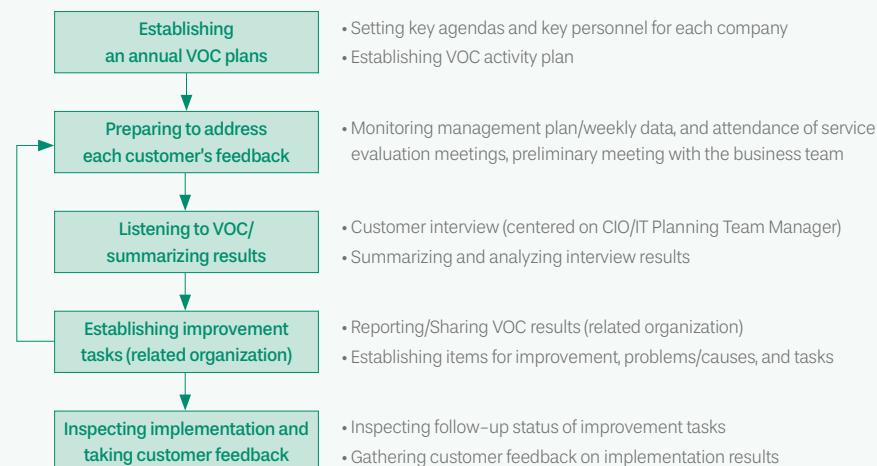 Establishing
an annual VOC plans
• Setting key agendas and key personnel for each company
• Establishing VOC activity plan
Preparing to address
each customer's feedback
• Monitoring management plan/weekly data, and attendance of service
evaluation meetings, preliminary meeting with the business team
Listening to VOC/
summarizing results
• Customer interview (centered on CIO/IT Planning Team Manager)
• Summarizing and analyzing interview results
Establishing improvement
tasks (related organization)
• Reporting/Sharing VOC results (related organization)
• Establishing items for improvement, problems/causes, and tasks
Inspecting implementation and
taking customer feedback
• Inspecting follow-up status of improvement tasks
• Gathering customer feedback on implementation results